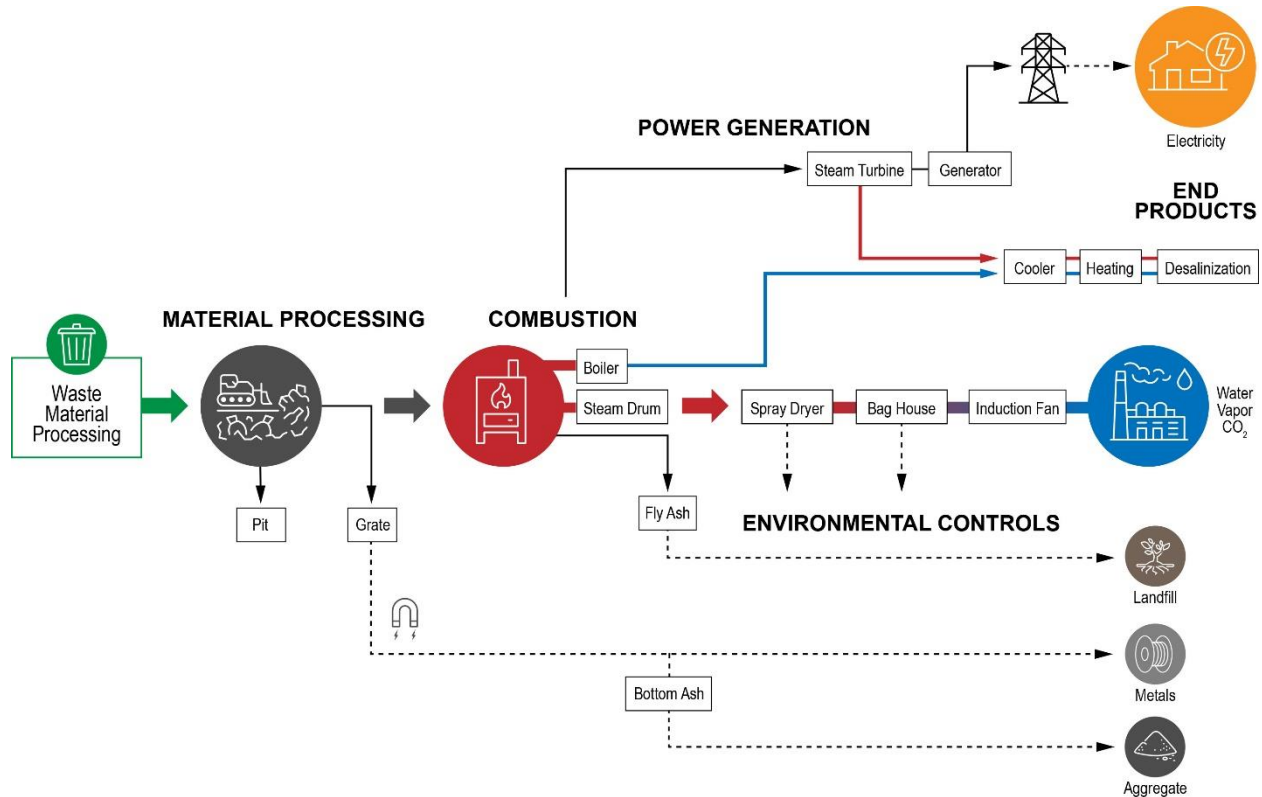 POWER GENERATION
Steam Turbine
Generator
Electricity
END
PRODUCTS
Cooler
Heating
Desalinization
MATERIAL PROCESSING
COMBUSTION
Waste
Material
Processing
Boiler
Steam Drum
Spray Dryer
Bag House
Induction Fan
Water
Vapor
CO₂
Pit
Grate
Fly Ash
ENVIRONMENTAL CONTROLS
Landfill
Metals
Bottom Ash
Aggregate